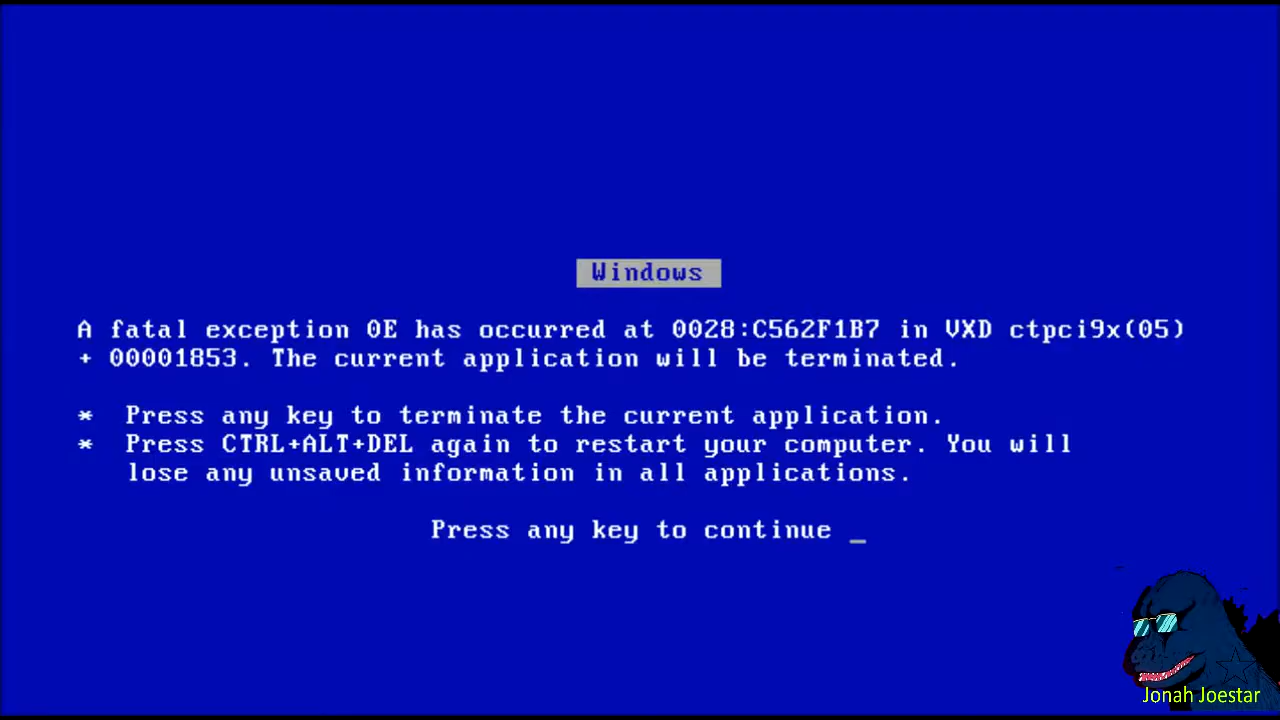 Windows
A fatal exception 0E has occurred at 0028:C562F1B7 in VXD ctpci9x(05)
+ 00001853. The current application will be terminated.
* Press any key to terminate the current application.
* Press CTRL+ALT+DEL again to restart your computer. You will
lose any unsaved information in all applications.
Press any key to continue _
Jonah Joestar